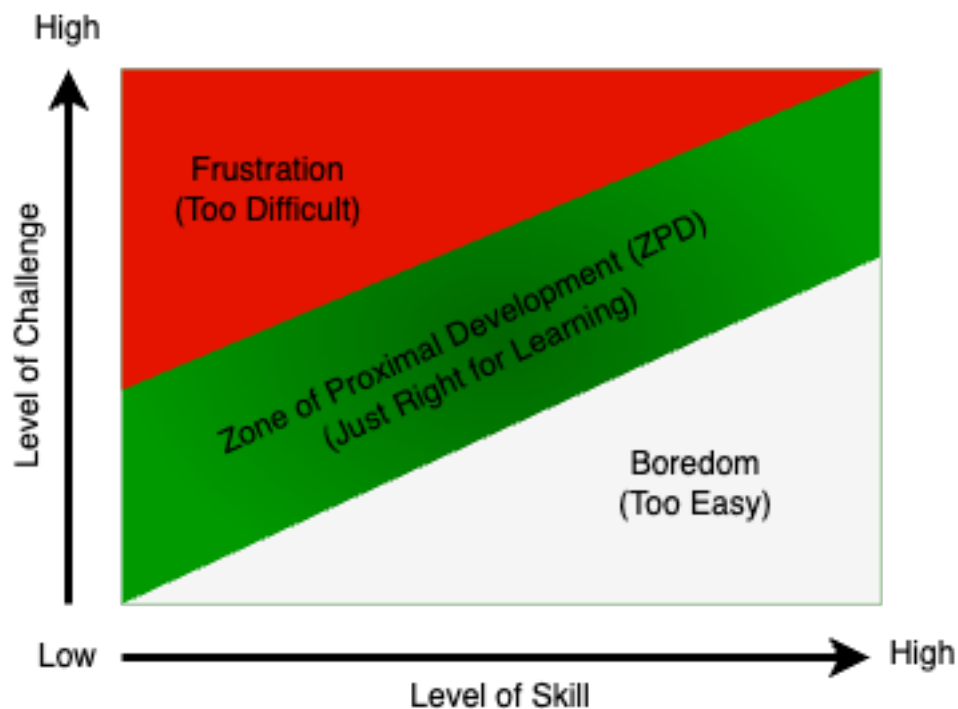 High
Level of Challenge
Frustration
(Too Difficult)
Zone of Proximal Development (ZPD)
(Just Right for Learning)
Boredom
(Too Easy)
Low
High
Level of Skill